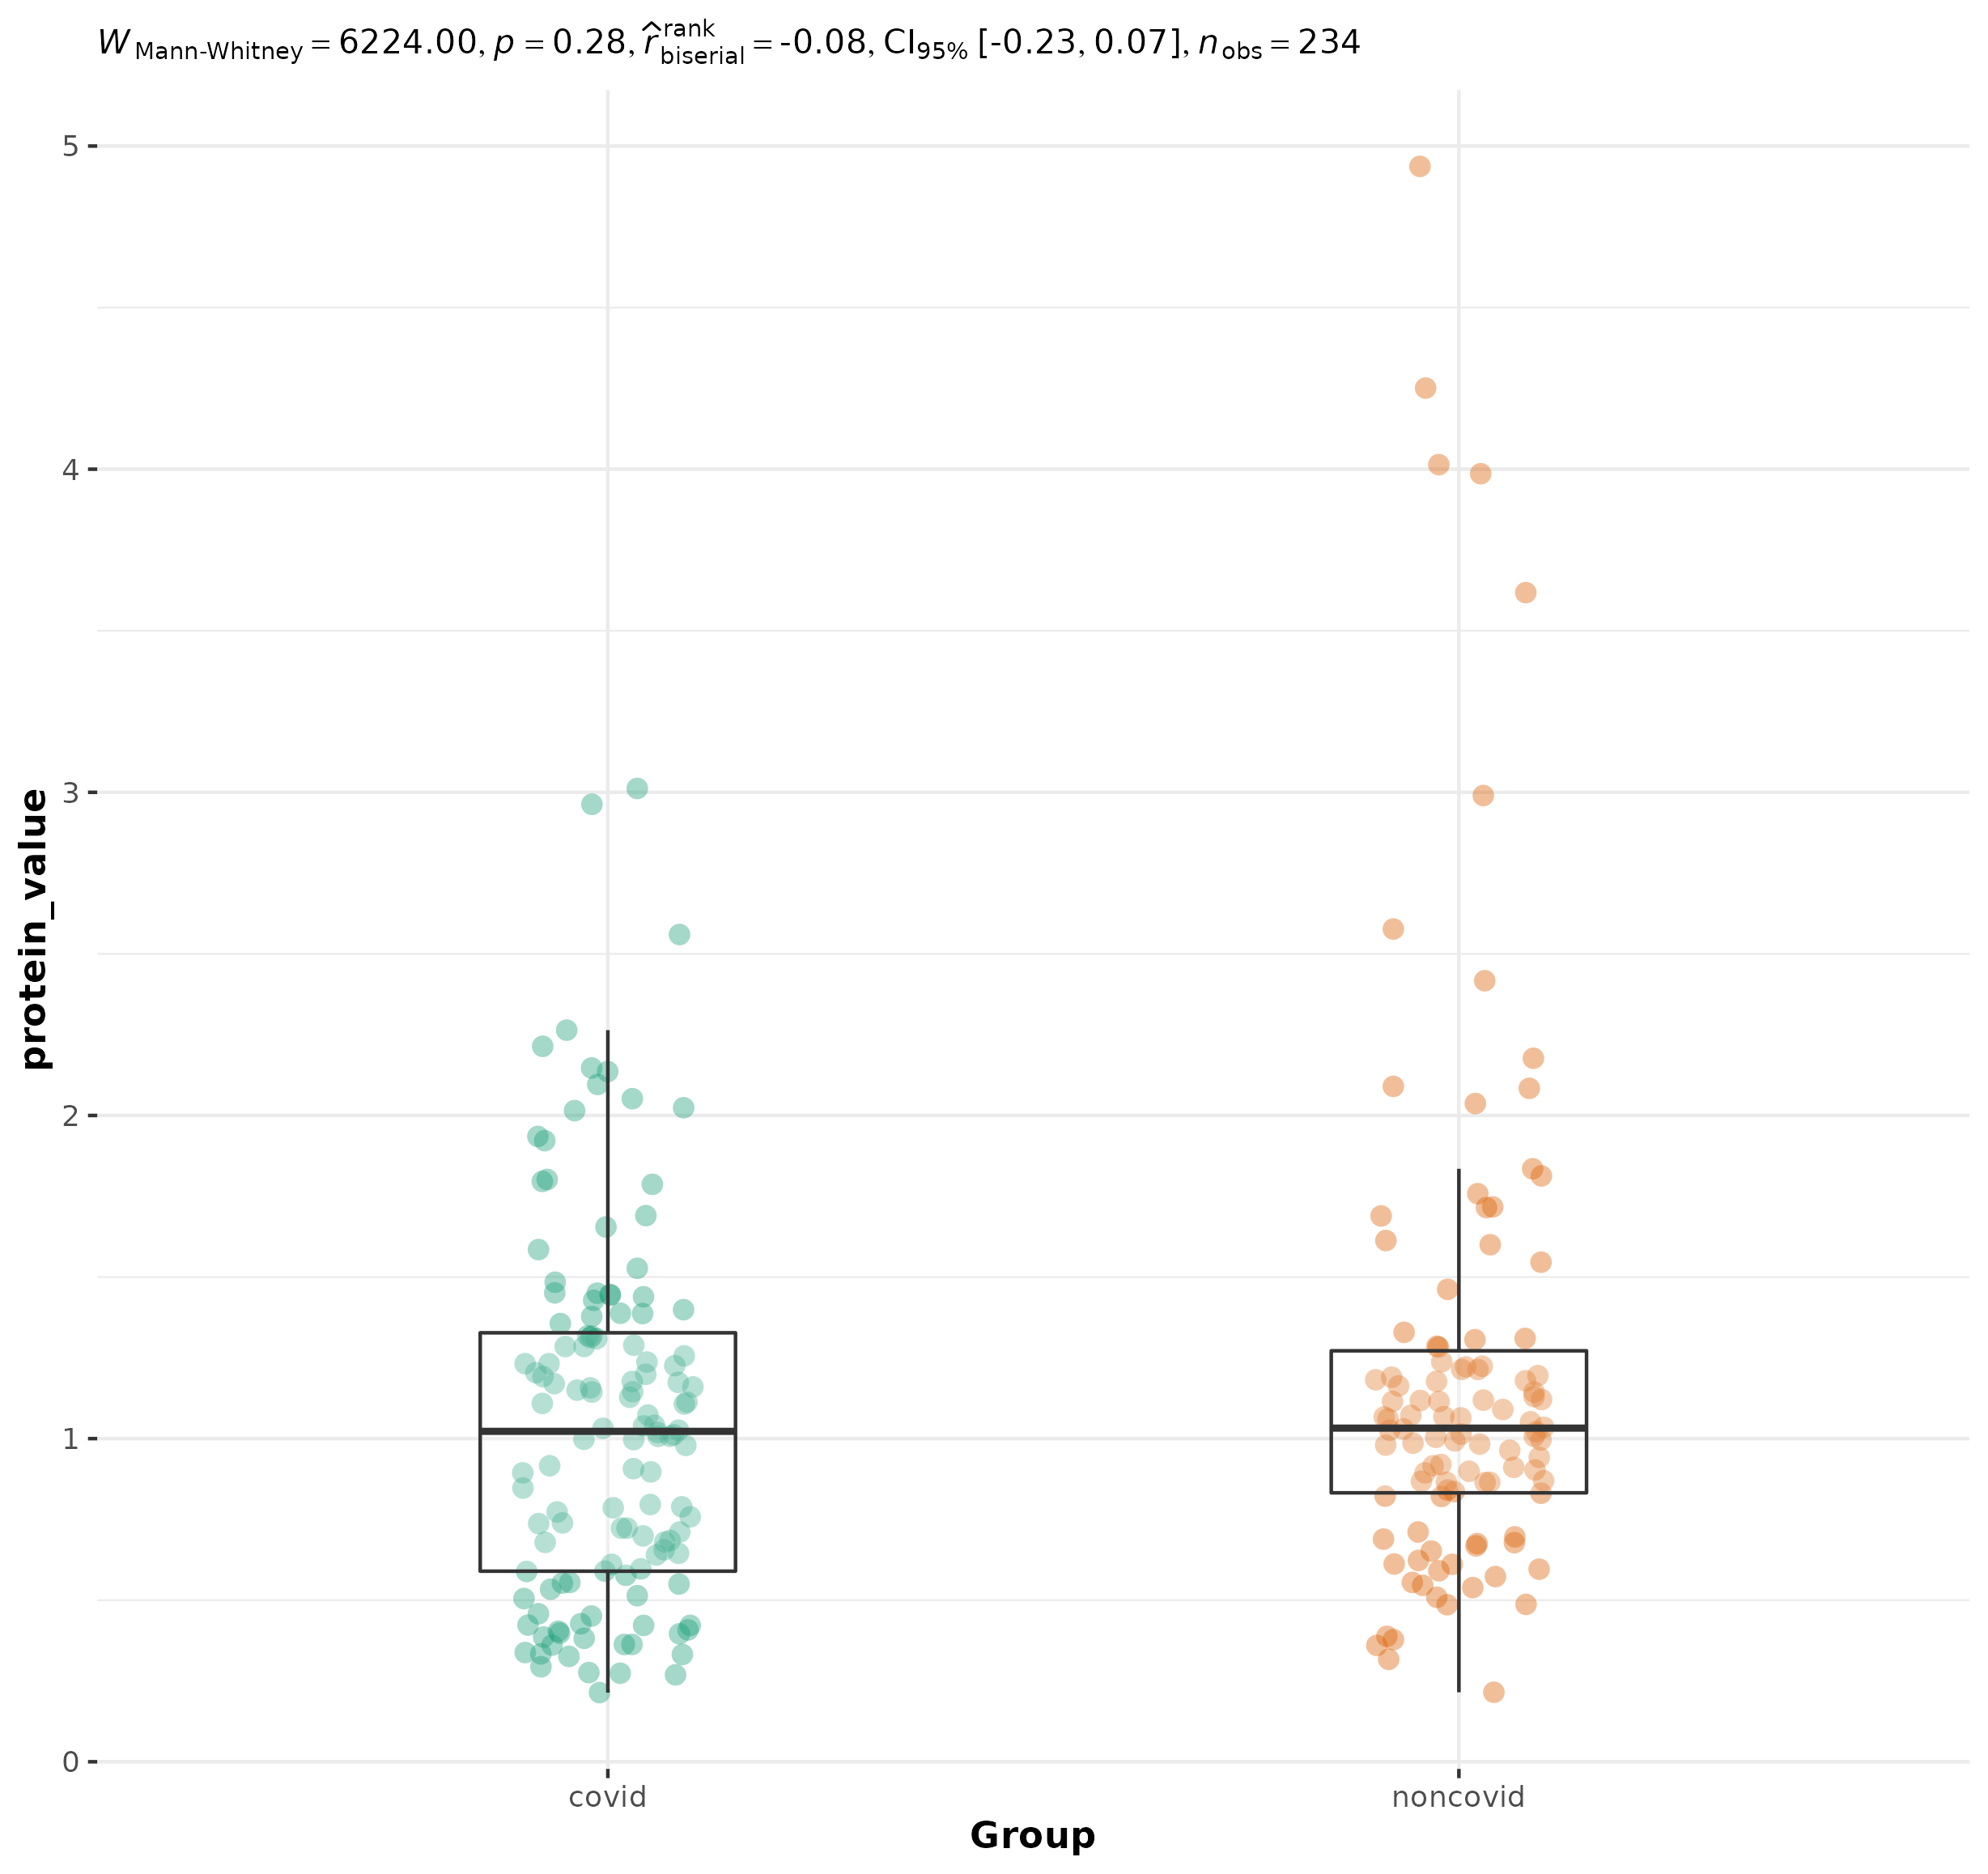 W Mann-Whitney = 6224.00, p = 0.28, r̂ rank biserial = -0.08, CI95% [-0.23, 0.07], nobs = 234
5
4
3
2
1
0
protein_value
covid noncovid
Group